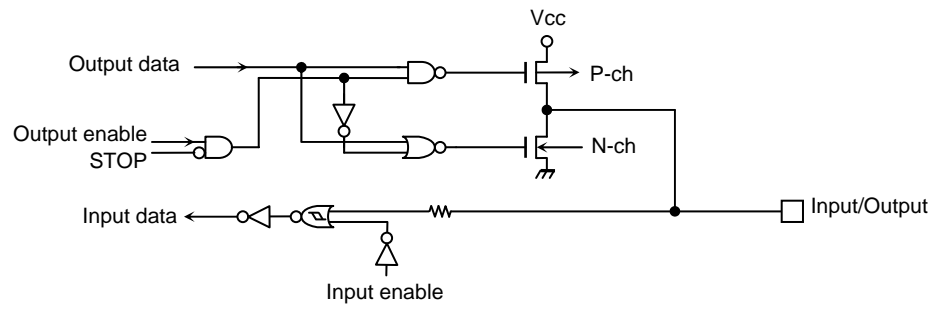 Vcc
Output data
P-ch
Output enable
STOP
N-ch
Input data
Input/Output
Input enable